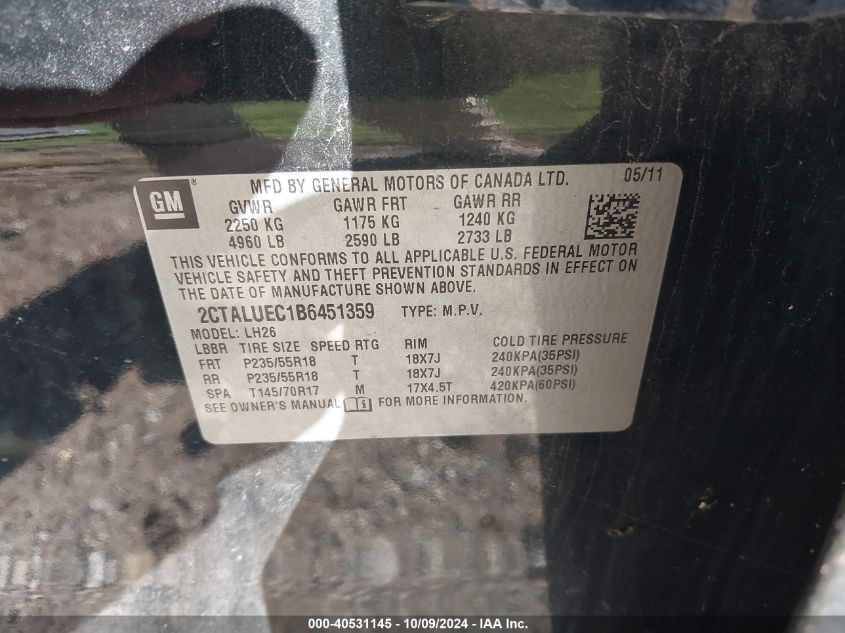 GM ® MFD BY GENERAL MOTORS OF CANADA LTD. 05/11
GVWR GAWR FRT GAWR RR
2250 KG 1175 KG 1240 KG
4960 LB 2590 LB 2733 LB
THIS VEHICLE CONFORMS TO ALL APPLICABLE U.S. FEDERAL MOTOR
VEHICLE SAFETY AND THEFT PREVENTION STANDARDS IN EFFECT ON
THE DATE OF MANUFACTURE SHOWN ABOVE.
2CTALUEC1B6451359 TYPE: M.P.V.
MODEL: LH26
LBBR TIRE SIZE SPEED RTG RIM COLD TIRE PRESSURE
FRT P235/55R18 T 18X7J 240KPA(35PSI)
RR P235/55R18 T 18X7J 240KPA(35PSI)
SPA T145/70R17 M 17X4.5T 420KPA(60PSI)
SEE OWNER'S MANUAL i FOR MORE INFORMATION.
000-40531145 - 10/09/2024 - IAA Inc.